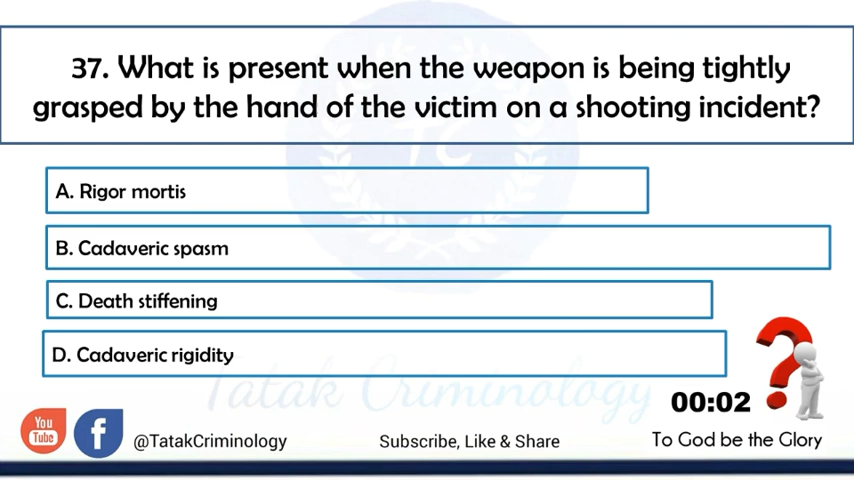 37. What is present when the weapon is being tightly
grasped by the hand of the victim on a shooting incident?
TC
A. Rigor mortis
B. Cadaveric spasm
C. Death stiffening
D. Cadaveric rigidity
Tatak Criminology
00:02
You
Tube
f
@TatakCriminology
Subscribe, Like & Share
To God be the Glory